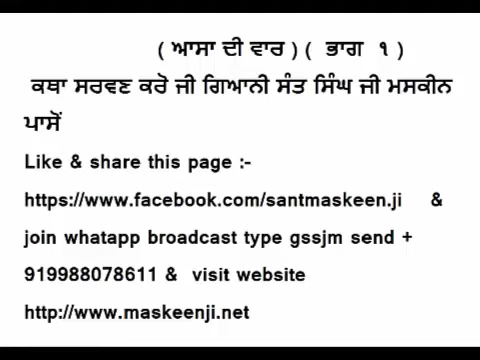 ( ਆਸਾ ਦੀ ਵਾਰ ) ( ਭਾਗ ੧ )
ਕਥਾ ਸਰਵਣ ਕਰੋ ਜੀ ਗਿਆਨੀ ਸੰਤ ਸਿੰਘ ਜੀ ਮਸਕੀਨ
ਪਾਸੋਂ
Like & share this page :-
https://www.facebook.com/santmaskeen.ji &
join whatapp broadcast type gssjm send +
919988078611 & visit website
http://www.maskeenji.net